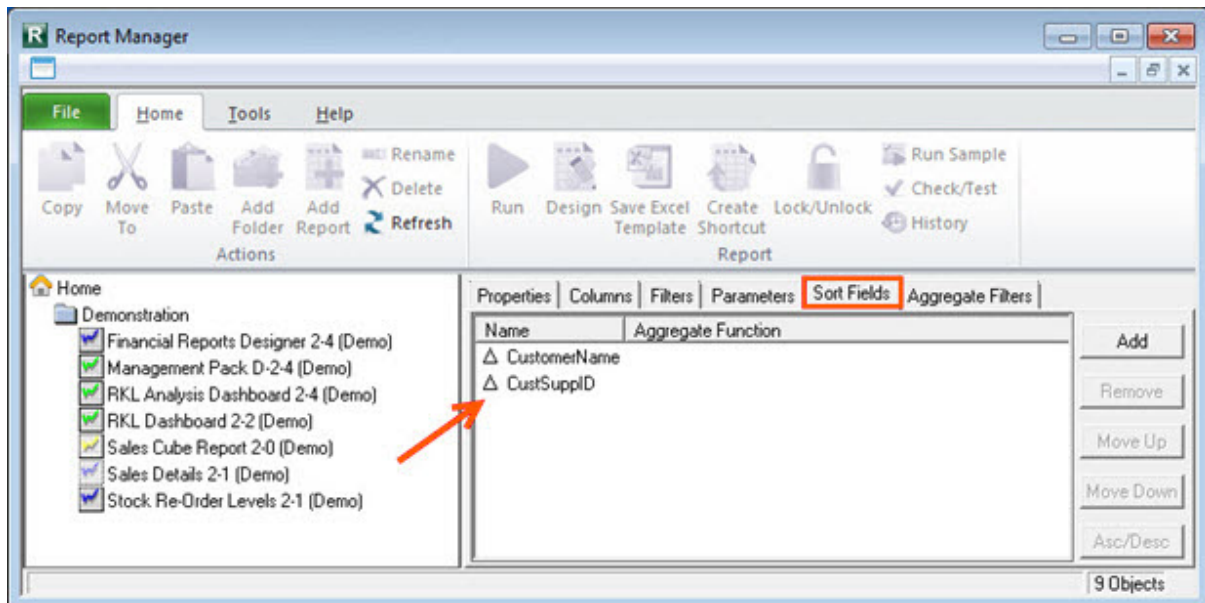 R Report Manager
File Home Tools Help
Copy
Move To
Paste
Add Folder
Add Report
Rename
Delete
Refresh
Actions
Run
Design
Save Excel Template
Create Shortcut
Lock/Unlock
Run Sample
Check/Test
History
Report
Home
Demonstration
Financial Reports Designer 2-4 (Demo)
Management Pack D-2-4 (Demo)
RKL Analysis Dashboard 2-4 (Demo)
RKL Dashboard 2-2 (Demo)
Sales Cube Report 2-0 (Demo)
Sales Details 2-1 (Demo)
Stock Re-Order Levels 2-1 (Demo)
Properties Columns Filters Parameters Sort Fields Aggregate Filters
Name Aggregate Function
CustomerName
CustSuppID
Add
Remove
Move Up
Move Down
Asc/Desc
9 Objects